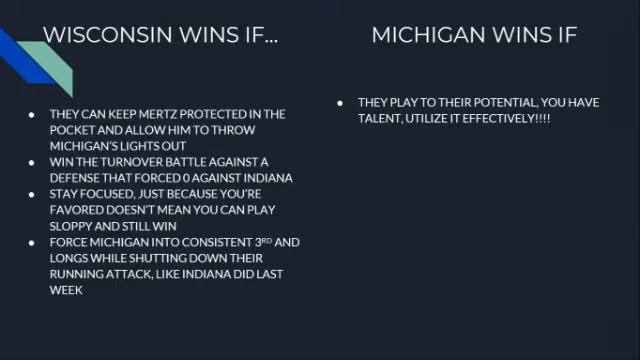 WISCONSIN WINS IF...
● THEY CAN KEEP MERTZ PROTECTED IN THE
POCKET AND ALLOW HIM TO THROW
MICHIGAN'S LIGHTS OUT
● WIN THE TURNOVER BATTLE AGAINST A
DEFENSE THAT FORCED 0 AGAINST INDIANA
● STAY FOCUSED, JUST BECAUSE YOU'RE
FAVORED DOESN'T MEAN YOU CAN PLAY
SLOPPY AND STILL WIN
● FORCE MICHIGAN INTO CONSISTENT 3RD AND
LONGS WHILE SHUTTING DOWN THEIR
RUNNING ATTACK, LIKE INDIANA DID LAST
WEEK
MICHIGAN WINS IF
● THEY PLAY TO THEIR POTENTIAL, YOU HAVE
TALENT, UTILIZE IT EFFECTIVELY!!!!